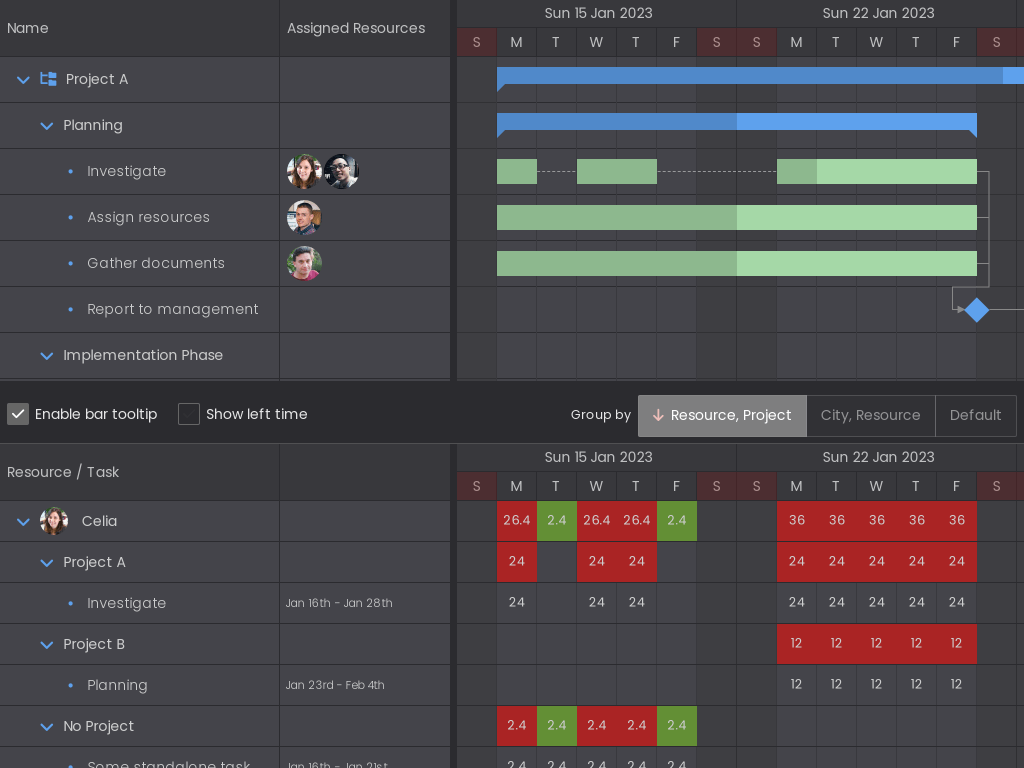 Name
Assigned Resources
Sun 15 Jan 2023
Sun 22 Jan 2023
S M T W T F S S M T W T F S
Project A
Planning
Investigate
Assign resources
Gather documents
Report to management
Implementation Phase
Enable bar tooltip
Show left time
Group by
Resource, Project
City, Resource
Default
Resource / Task
Sun 15 Jan 2023
Sun 22 Jan 2023
S M T W T F S S M T W T F S
Celia
26.4 2.4 26.4 26.4 2.4 36 36 36 36 36
Project A
24 24 24 24 24 24 24 24
Investigate
Jan 16th - Jan 28th
24 24 24 24 24 24 24 24
Project B
12 12 12 12 12
Planning
Jan 23rd - Feb 4th
12 12 12 12 12
No Project
2.4 2.4 2.4 2.4 2.4
Some standalone task
Jan 16th - Jan 21st
2.4 2.4 2.4 2.4 2.4